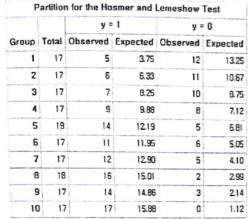 Partition for the Hosmer and Lemeshow Test
y = 1 y = 0
Group Total Observed Expected Observed Expected
1 17 5 3.75 12 13.25
2 17 6 6.33 11 10.67
3 17 7 8.25 10 8.75
4 17 9 9.88 8 7.12
5 19 14 12.19 5 6.81
6 17 11 11.95 6 5.05
7 17 12 12.90 5 4.10
8 18 16 15.01 2 2.99
9 17 14 14.86 3 2.14
10 17 17 15.88 0 1.12